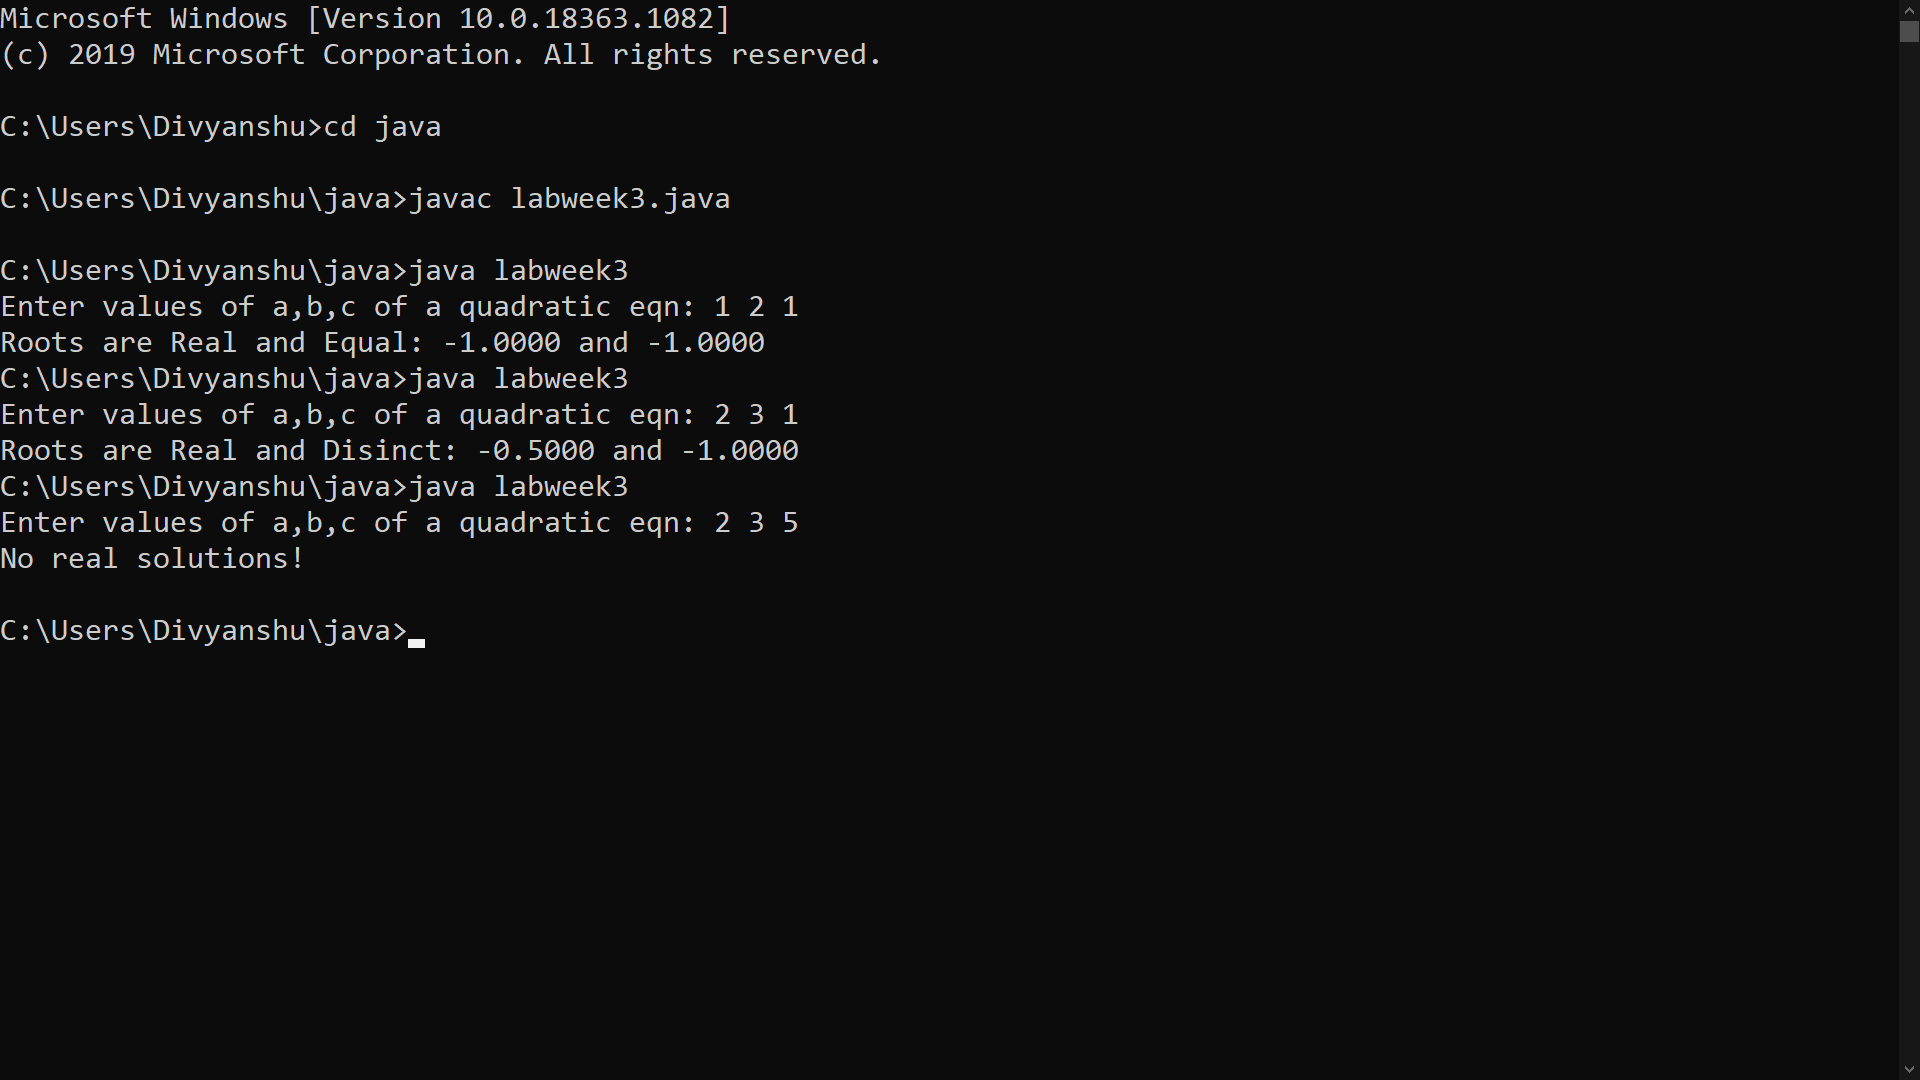 Microsoft Windows [Version 10.0.18363.1082]
(c) 2019 Microsoft Corporation. All rights reserved.
C:\Users\Divyanshu>cd java
C:\Users\Divyanshu\java>javac labweek3.java
C:\Users\Divyanshu\java>java labweek3
Enter values of a,b,c of a quadratic eqn: 1 2 1
Roots are Real and Equal: -1.0000 and -1.0000
C:\Users\Divyanshu\java>java labweek3
Enter values of a,b,c of a quadratic eqn: 2 3 1
Roots are Real and Disinct: -0.5000 and -1.0000
C:\Users\Divyanshu\java>java labweek3
Enter values of a,b,c of a quadratic eqn: 2 3 5
No real solutions!
C:\Users\Divyanshu\java>